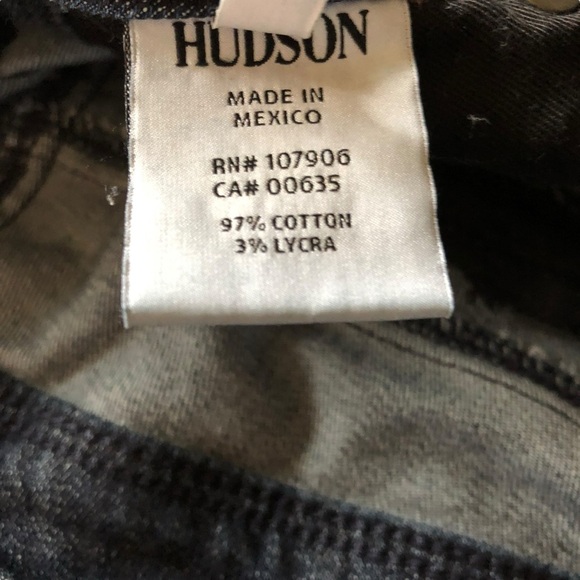 HUDSON
MADE IN
MEXICO
RN# 107906
CA# 00635
97% COTTON
3% LYCRA